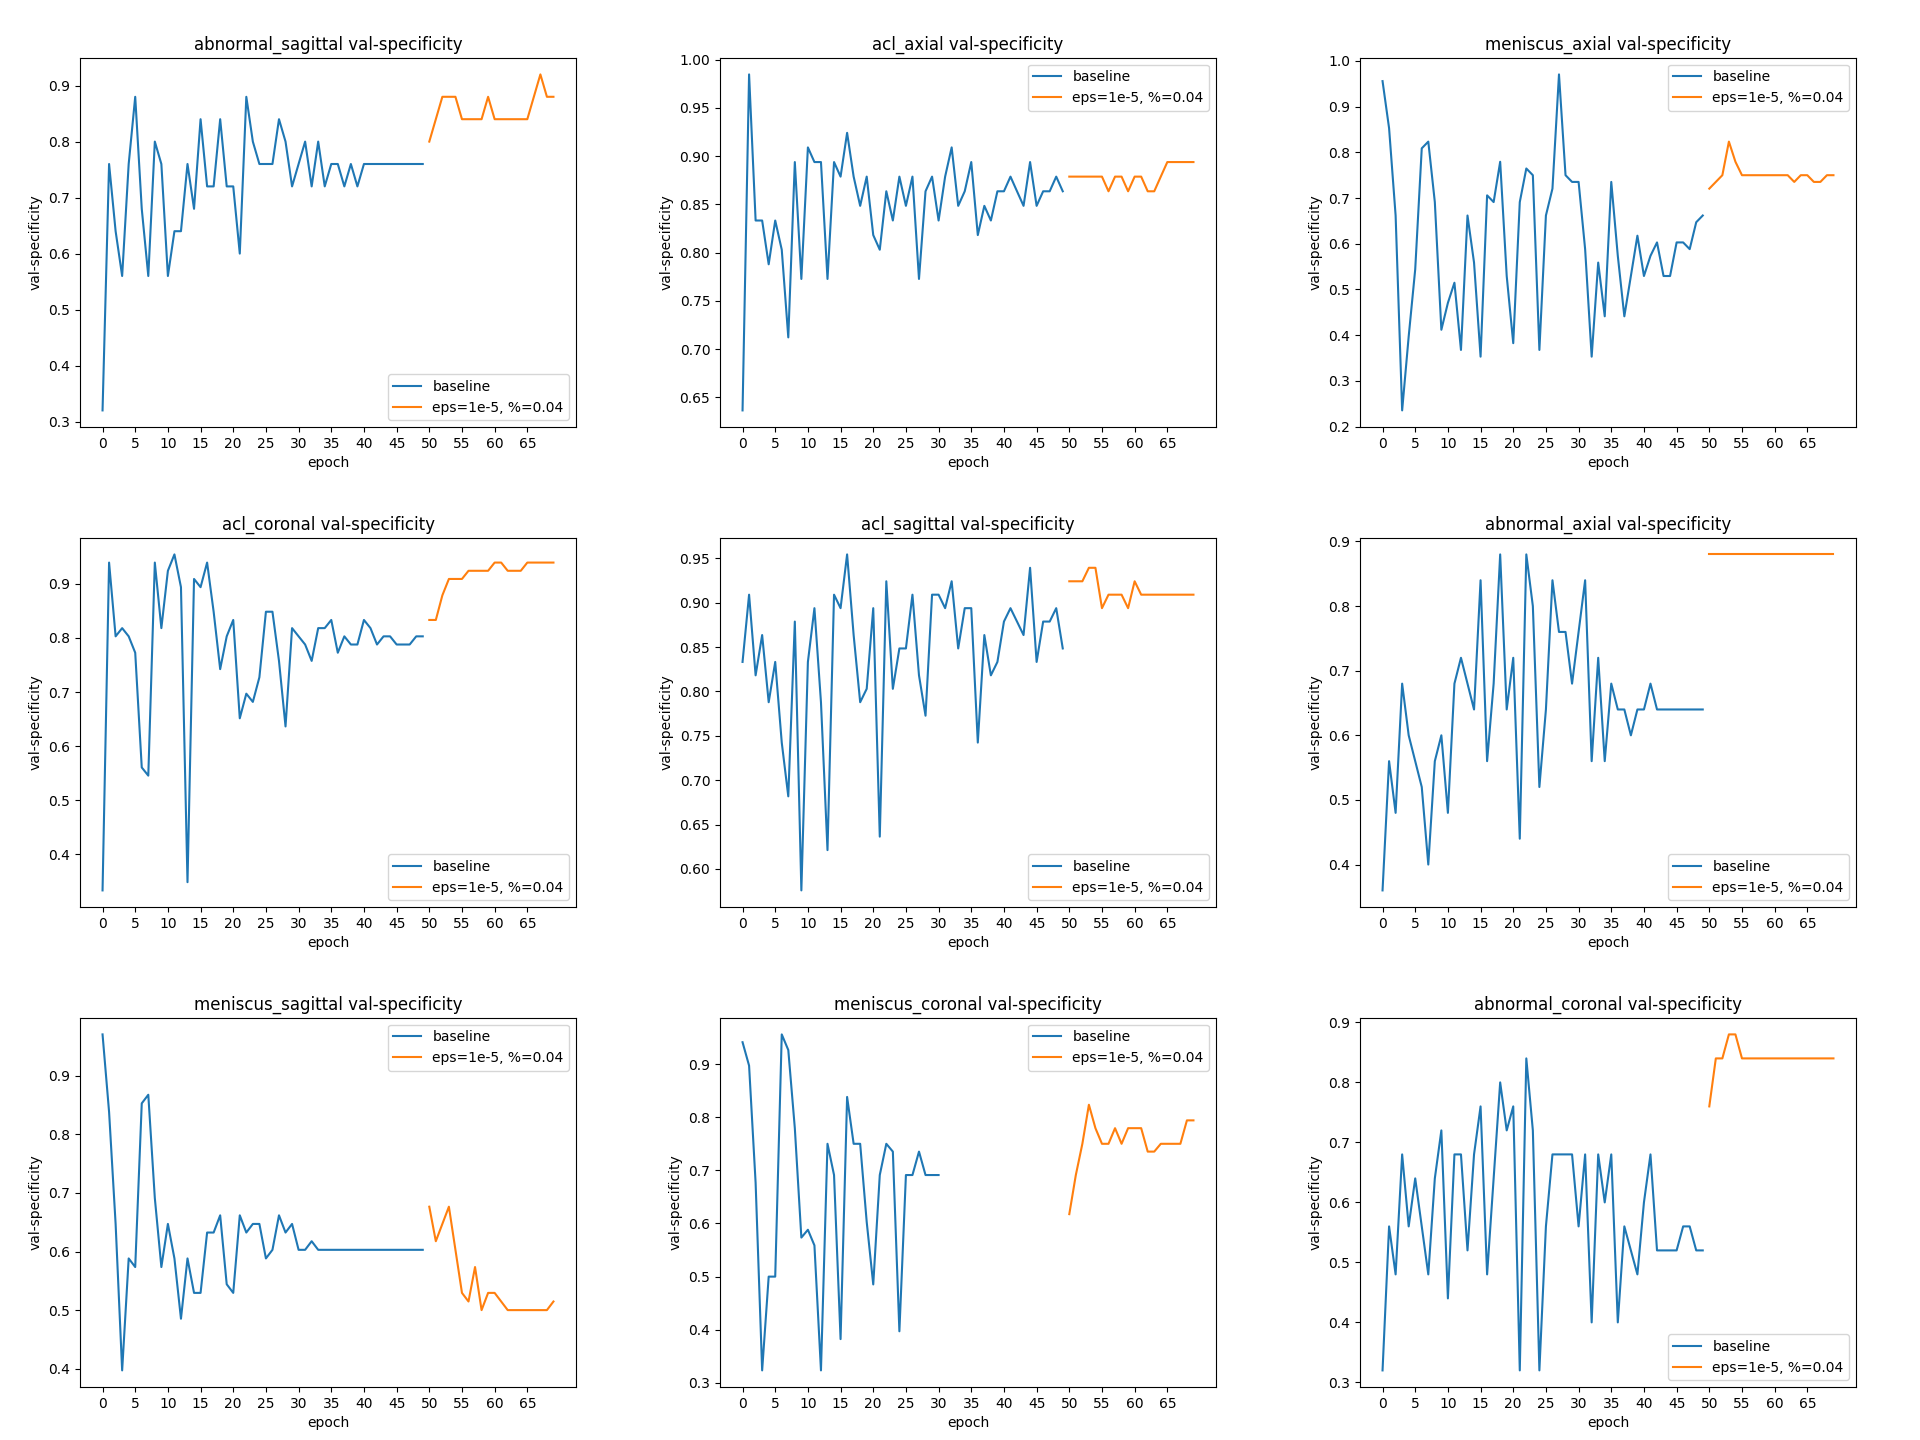 abnormal_sagittal val-specificity
val-specificity
0.9
0.8
0.7
0.6
0.5
0.4
0.3
baseline
eps=1e-5, %=0.04
0 5 10 15 20 25 30 35 40 45 50 55 60 65
epoch
acl_axial val-specificity
val-specificity
1.00
0.95
0.90
0.85
0.80
0.75
0.70
0.65
baseline
eps=1e-5, %=0.04
0 5 10 15 20 25 30 35 40 45 50 55 60 65
epoch
meniscus_axial val-specificity
val-specificity
1.0
0.9
0.8
0.7
0.6
0.5
0.4
0.3
0.2
baseline
eps=1e-5, %=0.04
0 5 10 15 20 25 30 35 40 45 50 55 60 65
epoch
acl_coronal val-specificity
val-specificity
0.9
0.8
0.7
0.6
0.5
0.4
baseline
eps=1e-5, %=0.04
0 5 10 15 20 25 30 35 40 45 50 55 60 65
epoch
acl_sagittal val-specificity
val-specificity
0.95
0.90
0.85
0.80
0.75
0.70
0.65
0.60
baseline
eps=1e-5, %=0.04
0 5 10 15 20 25 30 35 40 45 50 55 60 65
epoch
abnormal_axial val-specificity
val-specificity
0.9
0.8
0.7
0.6
0.5
0.4
baseline
eps=1e-5, %=0.04
0 5 10 15 20 25 30 35 40 45 50 55 60 65
epoch
meniscus_sagittal val-specificity
val-specificity
0.9
0.8
0.7
0.6
0.5
0.4
baseline
eps=1e-5, %=0.04
0 5 10 15 20 25 30 35 40 45 50 55 60 65
epoch
meniscus_coronal val-specificity
val-specificity
0.9
0.8
0.7
0.6
0.5
0.4
0.3
baseline
eps=1e-5, %=0.04
0 5 10 15 20 25 30 35 40 45 50 55 60 65
epoch
abnormal_coronal val-specificity
val-specificity
0.9
0.8
0.7
0.6
0.5
0.4
0.3
baseline
eps=1e-5, %=0.04
0 5 10 15 20 25 30 35 40 45 50 55 60 65
epoch